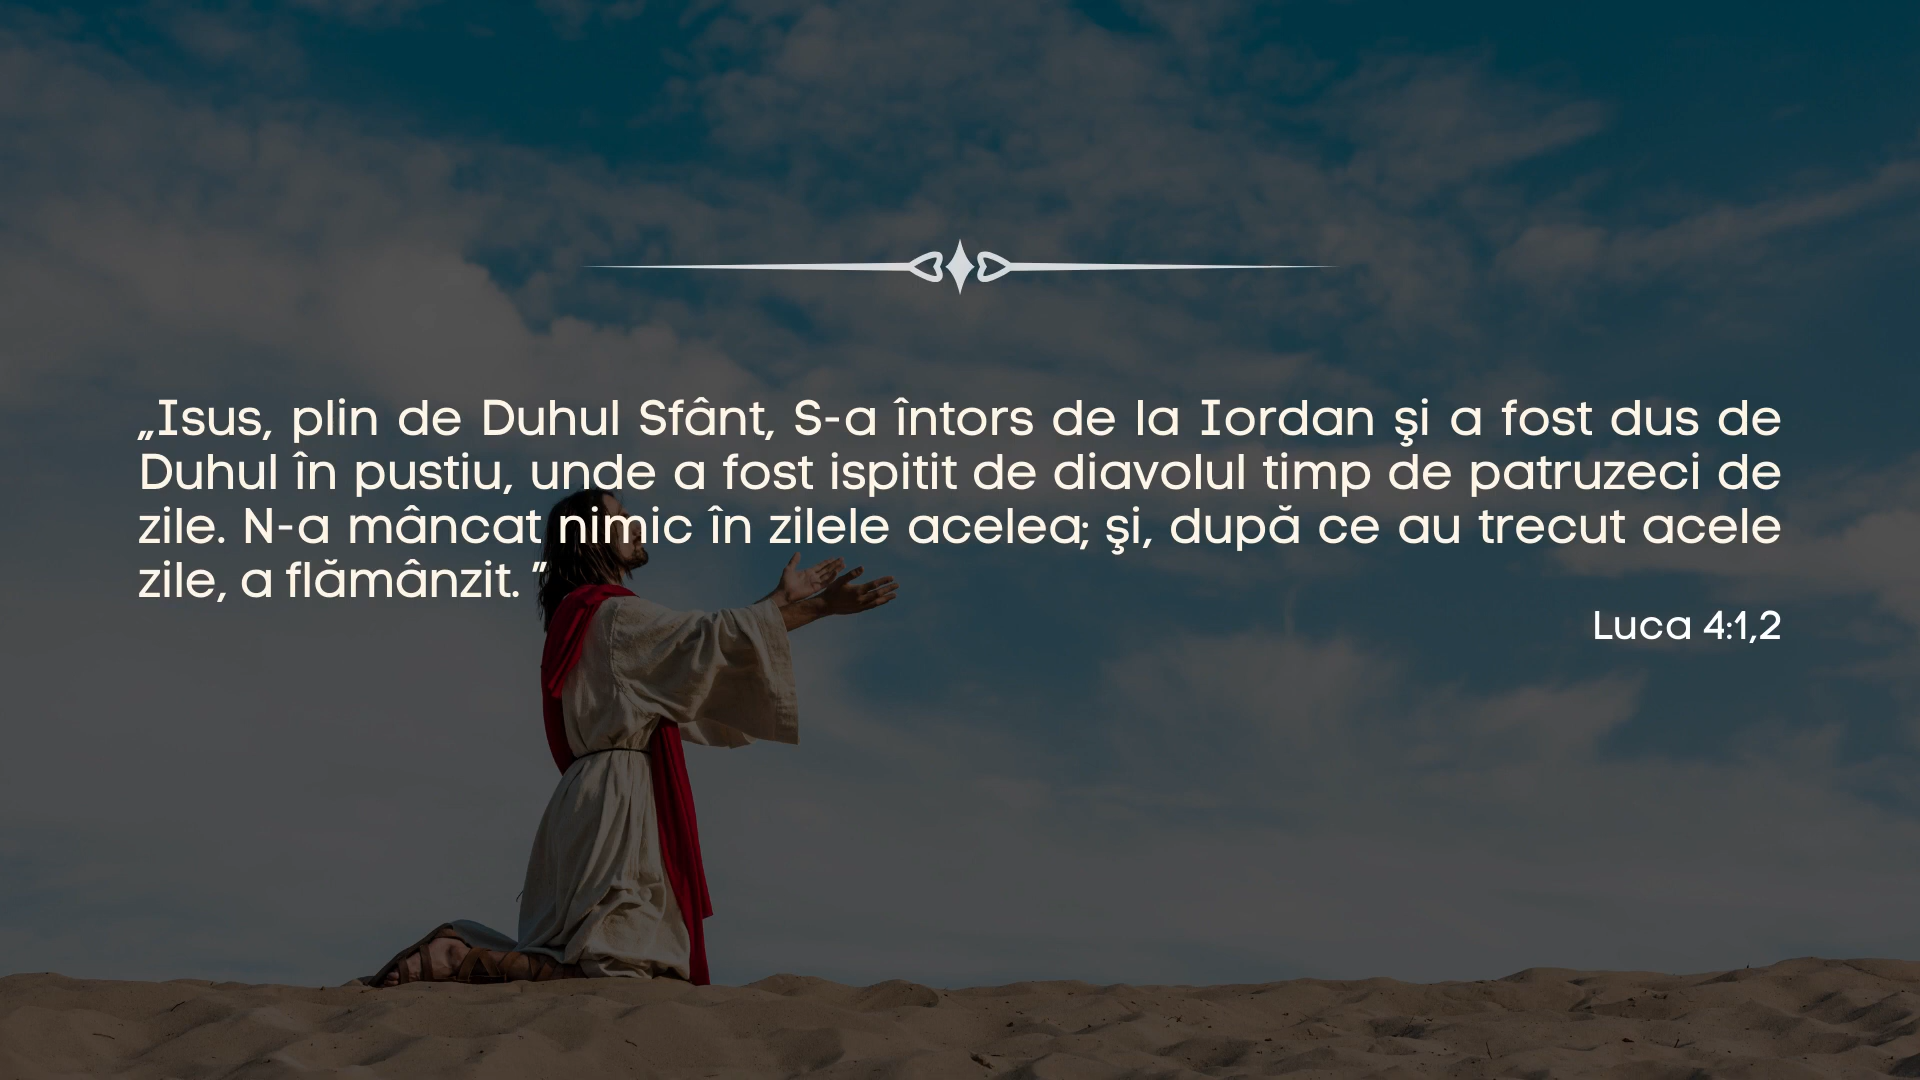 „Isus, plin de Duhul Sfânt, S-a întors de la Iordan şi a fost dus de
Duhul în pustiu, unde a fost ispitit de diavolul timp de patruzeci de
zile. N-a mâncat nimic în zilele acelea; şi, după ce au trecut acele
zile, a flămânzit. ”
Luca 4:1,2